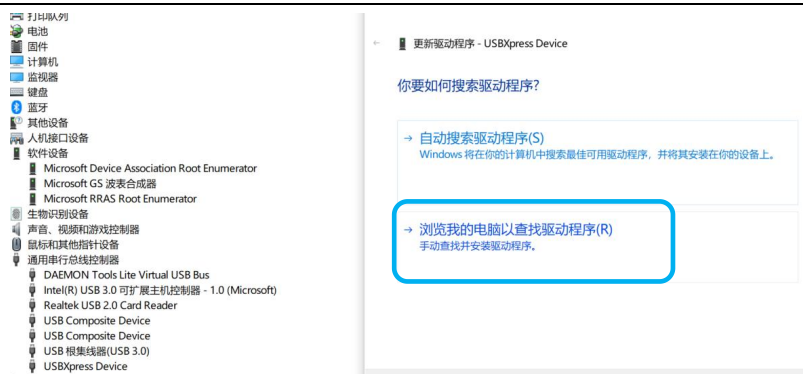 打印队列
电池
固件
计算机
监视器
键盘
蓝牙
其他设备
人机接口设备
软件设备
Microsoft Device Association Root Enumerator
Microsoft GS 波表合成器
Microsoft RRAS Root Enumerator
生物识别设备
声音、视频和游戏控制器
鼠标和其他指针设备
通用串行总线控制器
DAEMON Tools Lite Virtual USB Bus
Intel(R) USB 3.0 可扩展主机控制器 - 1.0 (Microsoft)
Realtek USB 2.0 Card Reader
USB Composite Device
USB Composite Device
USB 根集线器(USB 3.0)
USBXpress Device
← 更新驱动程序 - USBXpress Device
你要如何搜索驱动程序?
→ 自动搜索驱动程序(S)
Windows 将在你的计算机中搜索最佳可用驱动程序，并将其安装在你的设备上。
→ 浏览我的电脑以查找驱动程序(R)
手动查找并安装驱动程序。